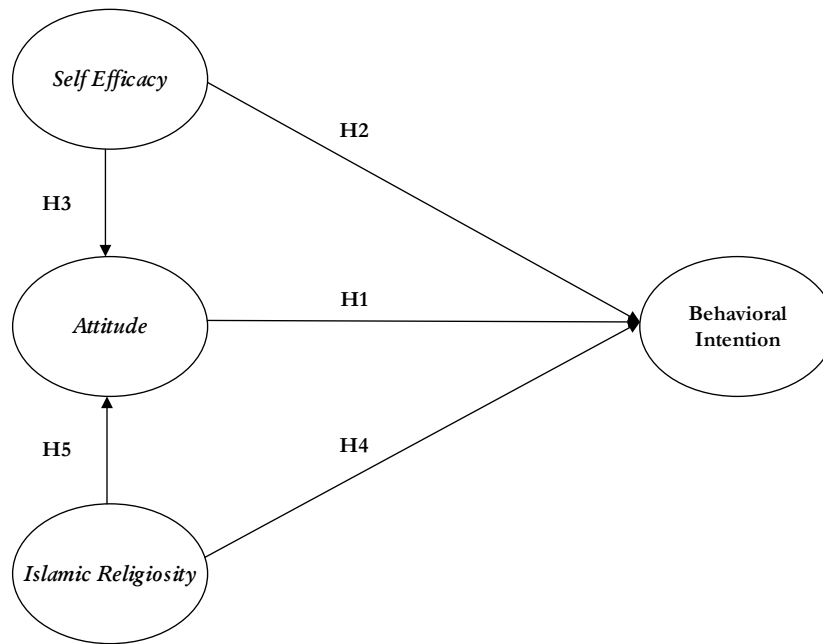 Self Efficacy
H2
H3
H1
Attitude
Behavioral
Intention
H5
H4
Islamic Religiosity